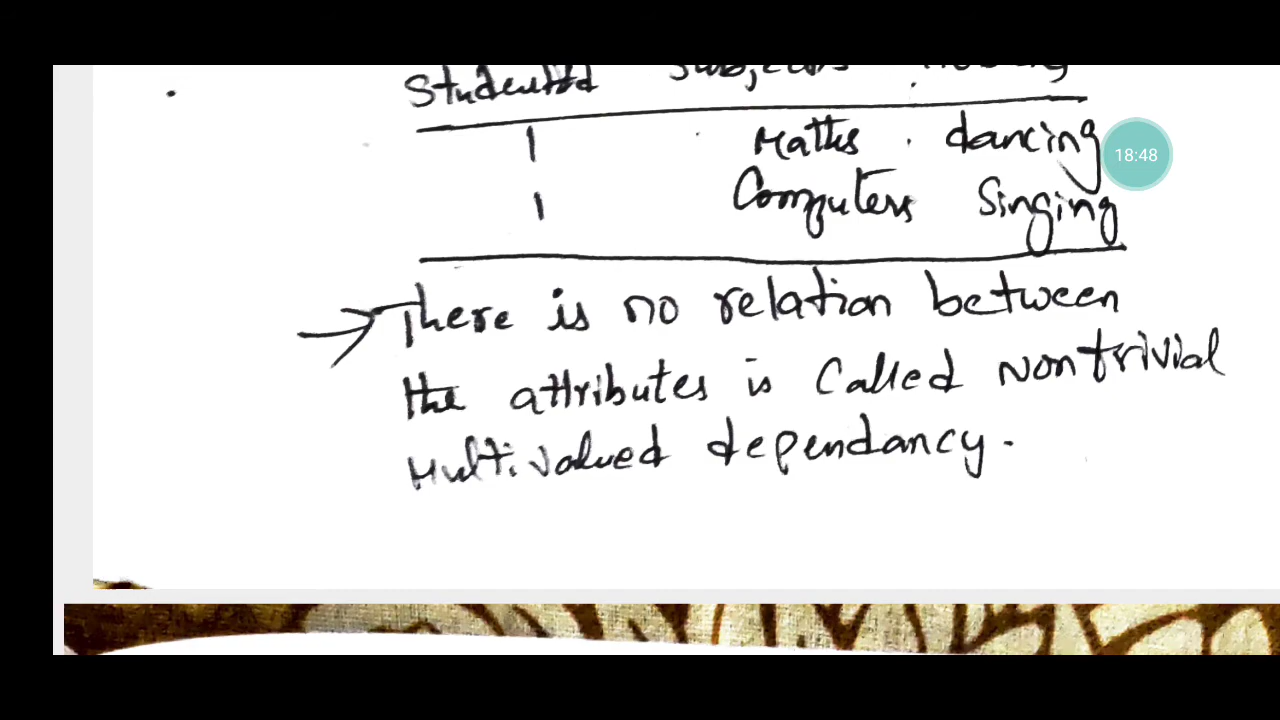 StudentId Subjects
1 Maths dancing
18:48
1 Computers Singing
There is no relation between
the attributes is called nontrivial
Multivalued dependancy.